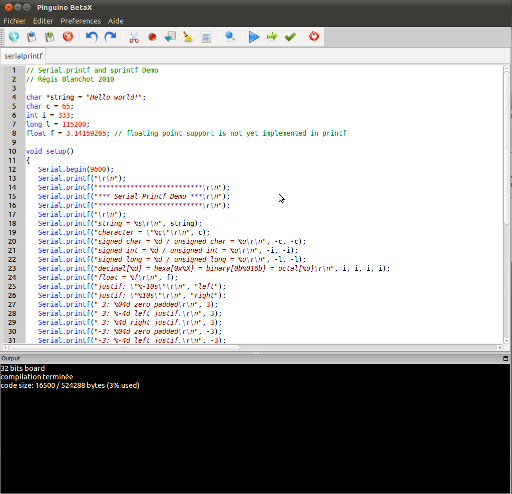 Pinguino BetaX
Fichier Editer Preferences Aide
serialprintf
1 // Serial.printf and sprintf Demo
2 // Régis Blanchot 2010
3
4 char *string = "Hello world!";
5 char c = 65;
6 int i = 333;
7 long l = 115200;
8 float f = 3.14159265; // floating point support is not yet implemented in printf
9
10 void setup()
11 {
12 Serial.begin(9600);
13 Serial.printf("\r\n");
14 Serial.printf("**************************\r\n");
15 Serial.printf("*** Serial Printf Demo ***\r\n");
16 Serial.printf("**************************\r\n");
17 Serial.printf("\r\n");
18 Serial.printf("string = %s\r\n", string);
19 Serial.printf("character = \"%c\"\r\n", c);
20 Serial.printf("signed char = %d / unsigned char = %u\r\n", -c, -c);
21 Serial.printf("signed int = %d / unsigned int = %u\r\n", -i, -i);
22 Serial.printf("signed long = %d / unsigned long = %u\r\n", -l, -l);
23 Serial.printf("decimal[%d] = hexa[0x%X] = binary[0b%016b] = octal[%o]\r\n", i, i, i, i);
24 Serial.printf("float = %f\r\n", f);
25 Serial.printf("justif: \"%-10s\"\r\n", "left");
26 Serial.printf("justif: \"%10s\"\r\n", "right");
27 Serial.printf(" 3: %04d zero padded\r\n", 3);
28 Serial.printf(" 3: %-4d left justif.\r\n", 3);
29 Serial.printf(" 3: %4d right justif.\r\n", 3);
30 Serial.printf("-3: %04d zero padded\r\n", -3);
31 Serial.printf("-3: %-4d left justif.\r\n", -3);
Output
32 bits board
compilation terminée
code size: 16500 / 524288 bytes (3% used)